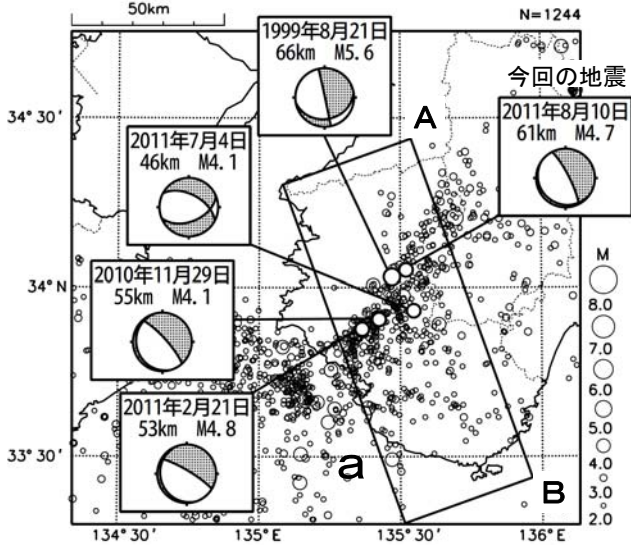 50km
N=1244
1999年8月21日
66km M5.6
今回の地震
2011年8月10日
61km M4.7
A
34°30′
2011年7月4日
46km M4.1
34°N
2010年11月29日
55km M4.1
2011年2月21日
53km M4.8
33°30′
a
B
M
8.0
7.0
6.0
5.0
4.0
3.0
2.0
134°30′
135°E
135°30′
136°E